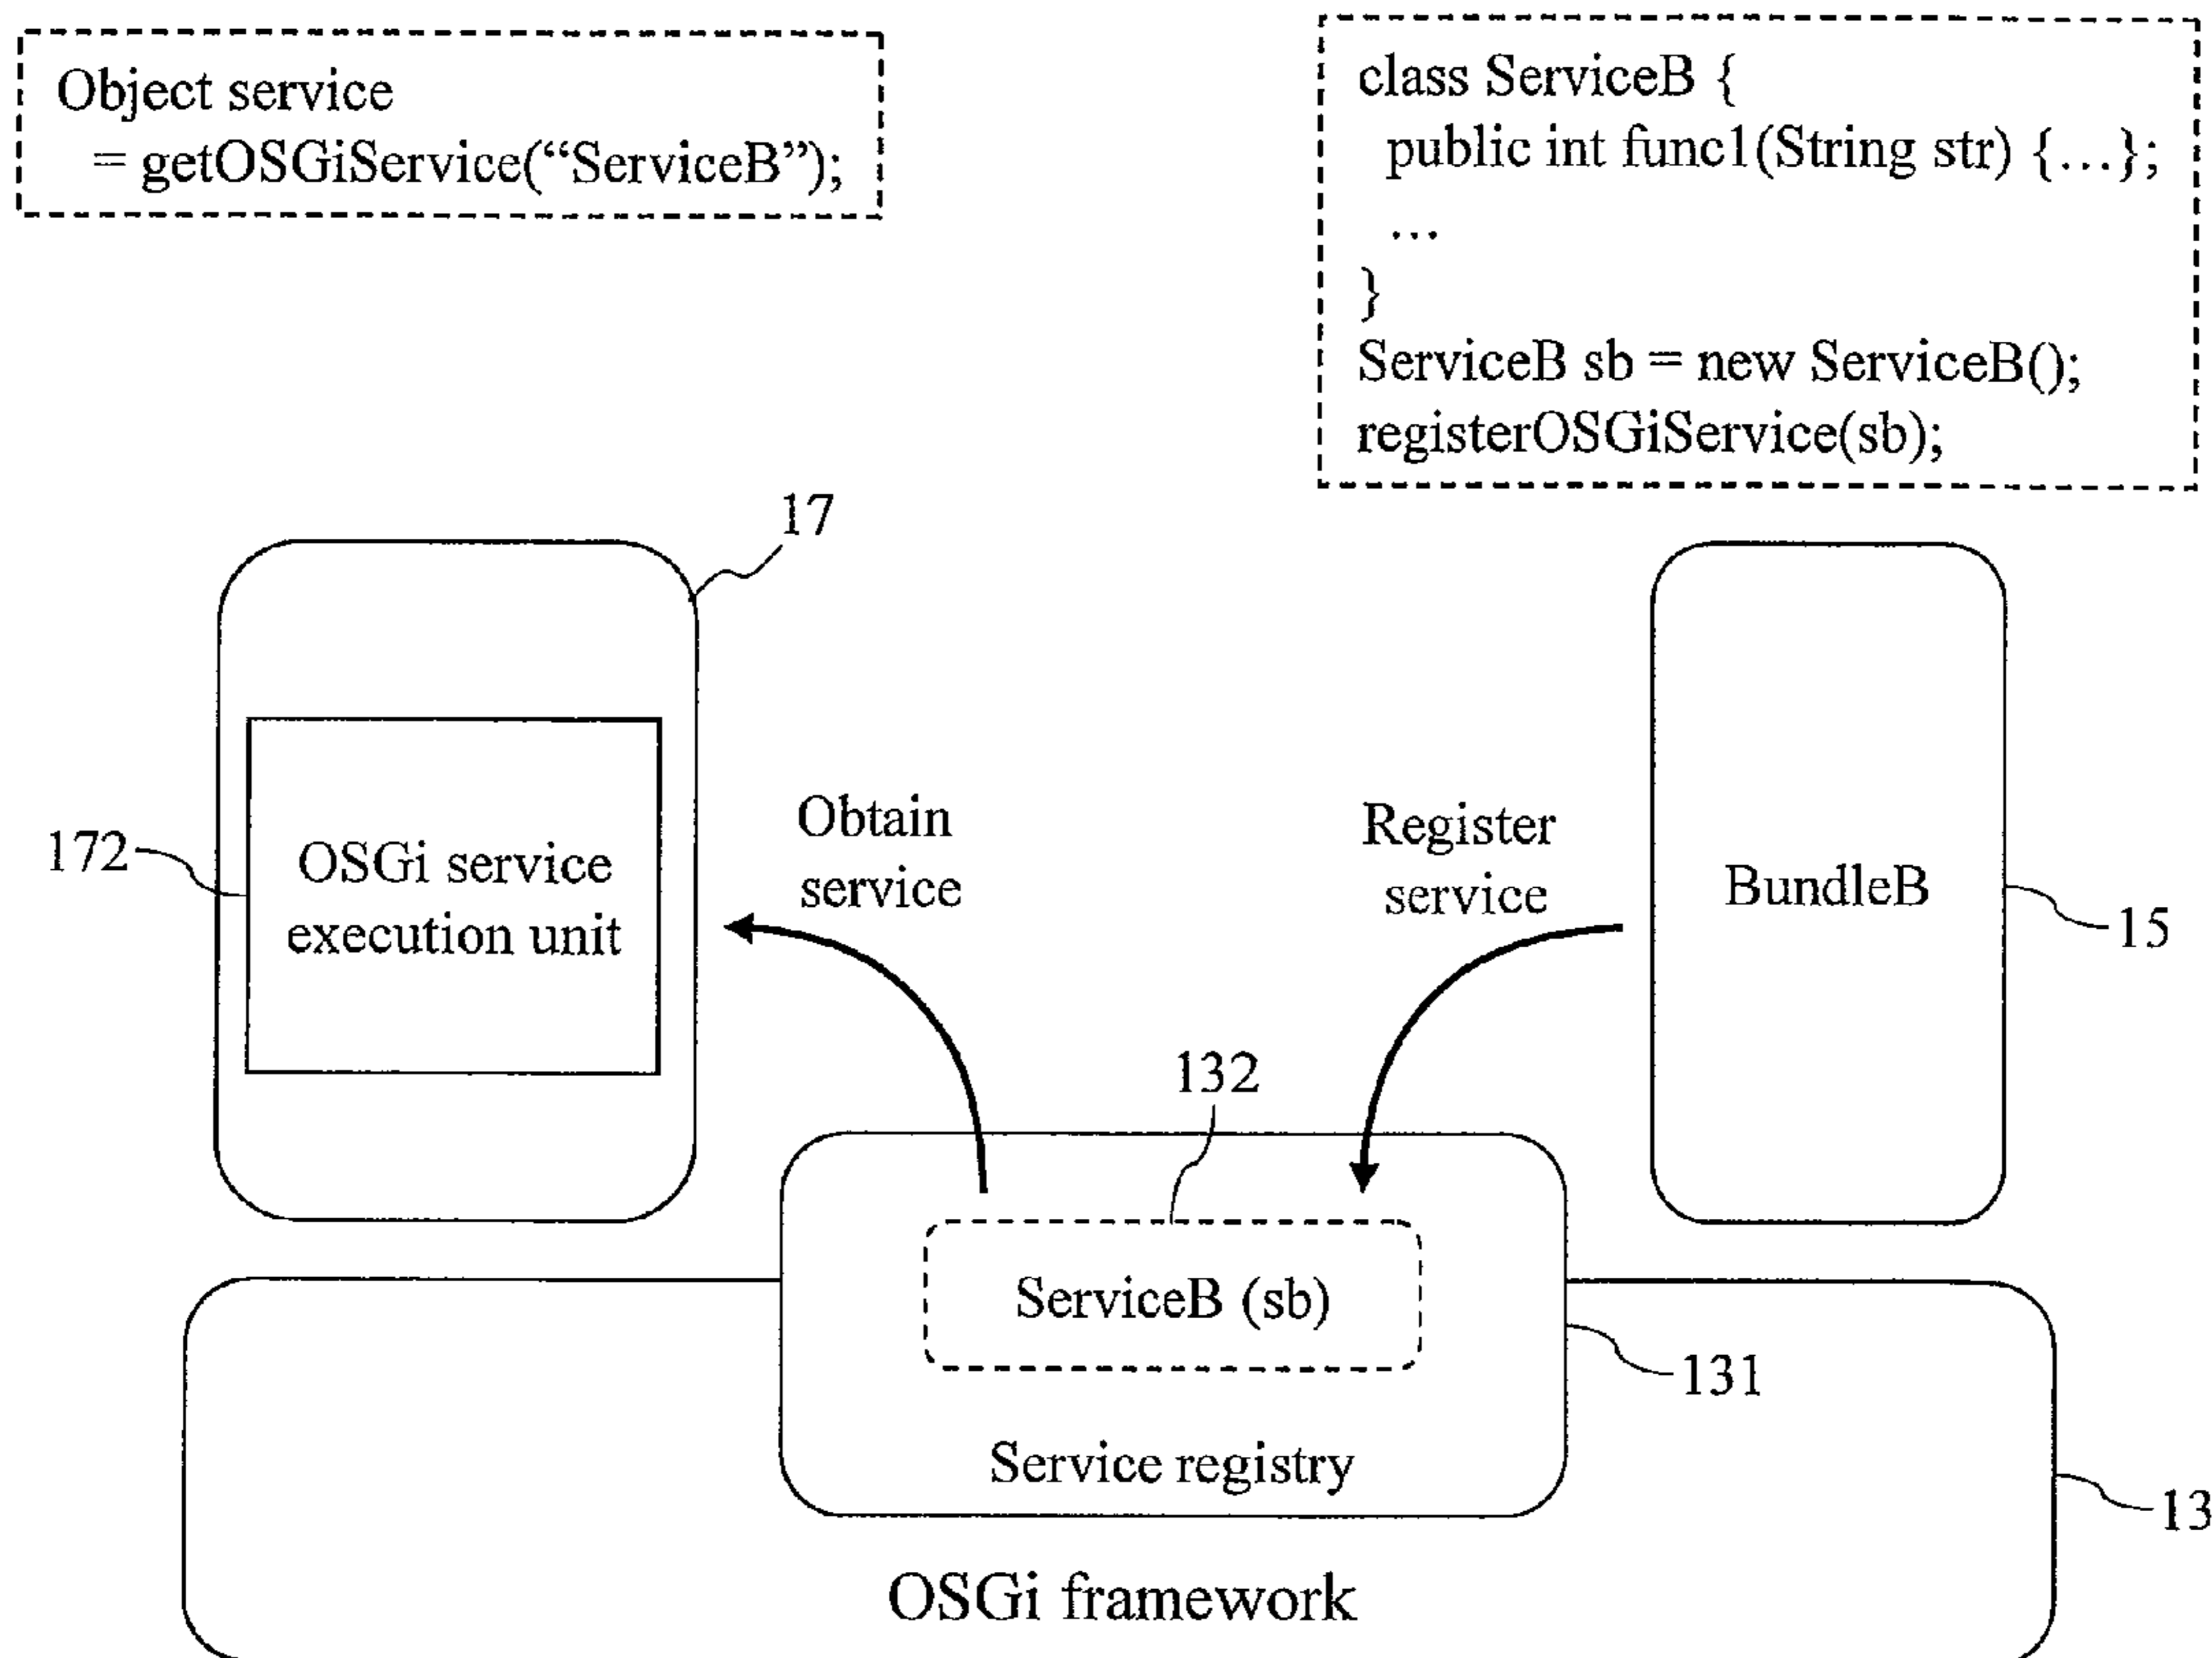 Object service
= getOSGiService(“ServiceB”);
class ServiceB {
public int func1(String str) {...};
...
}
ServiceB sb = new ServiceB();
registerOSGiService(sb);
17
172
OSGi service
execution unit
Obtain
service
Register
service
BundleB
15
132
ServiceB (sb)
131
Service registry
13
OSGi framework